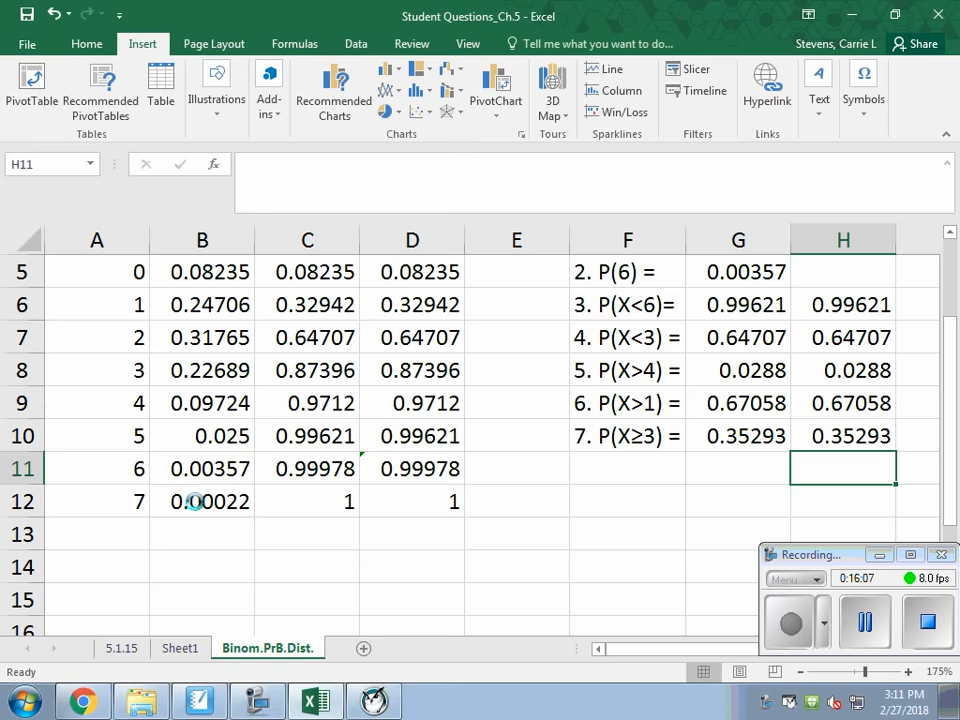 Student Questions_Ch.5 - Excel
File Home Insert Page Layout Formulas Data Review View Tell me what you want to do... Stevens, Carrie L Share
PivotTable Recommended PivotTables Table Illustrations Add-ins Recommended Charts PivotChart 3D Map Line Column Win/Loss Slicer Timeline Hyperlink Text Symbols
Tables Charts Tours Sparklines Filters Links
H11 fx
A B C D E F G H
5 0 0.08235 0.08235 0.08235 2. P(6) = 0.00357
6 1 0.24706 0.32942 0.32942 3. P(X<6)= 0.99621 0.99621
7 2 0.31765 0.64707 0.64707 4. P(X<3) = 0.64707 0.64707
8 3 0.22689 0.87396 0.87396 5. P(X>4) = 0.0288 0.0288
9 4 0.09724 0.9712 0.9712 6. P(X>1) = 0.67058 0.67058
10 5 0.025 0.99621 0.99621 7. P(X≥3) = 0.35293 0.35293
11 6 0.00357 0.99978 0.99978
12 7 0.00022 1 1
13
14
15
16
Recording...
Menu 0:16:07 8.0 fps
5.1.15 Sheet1 Binom.PrB.Dist.
Ready 175%
3:11 PM
2/27/2018